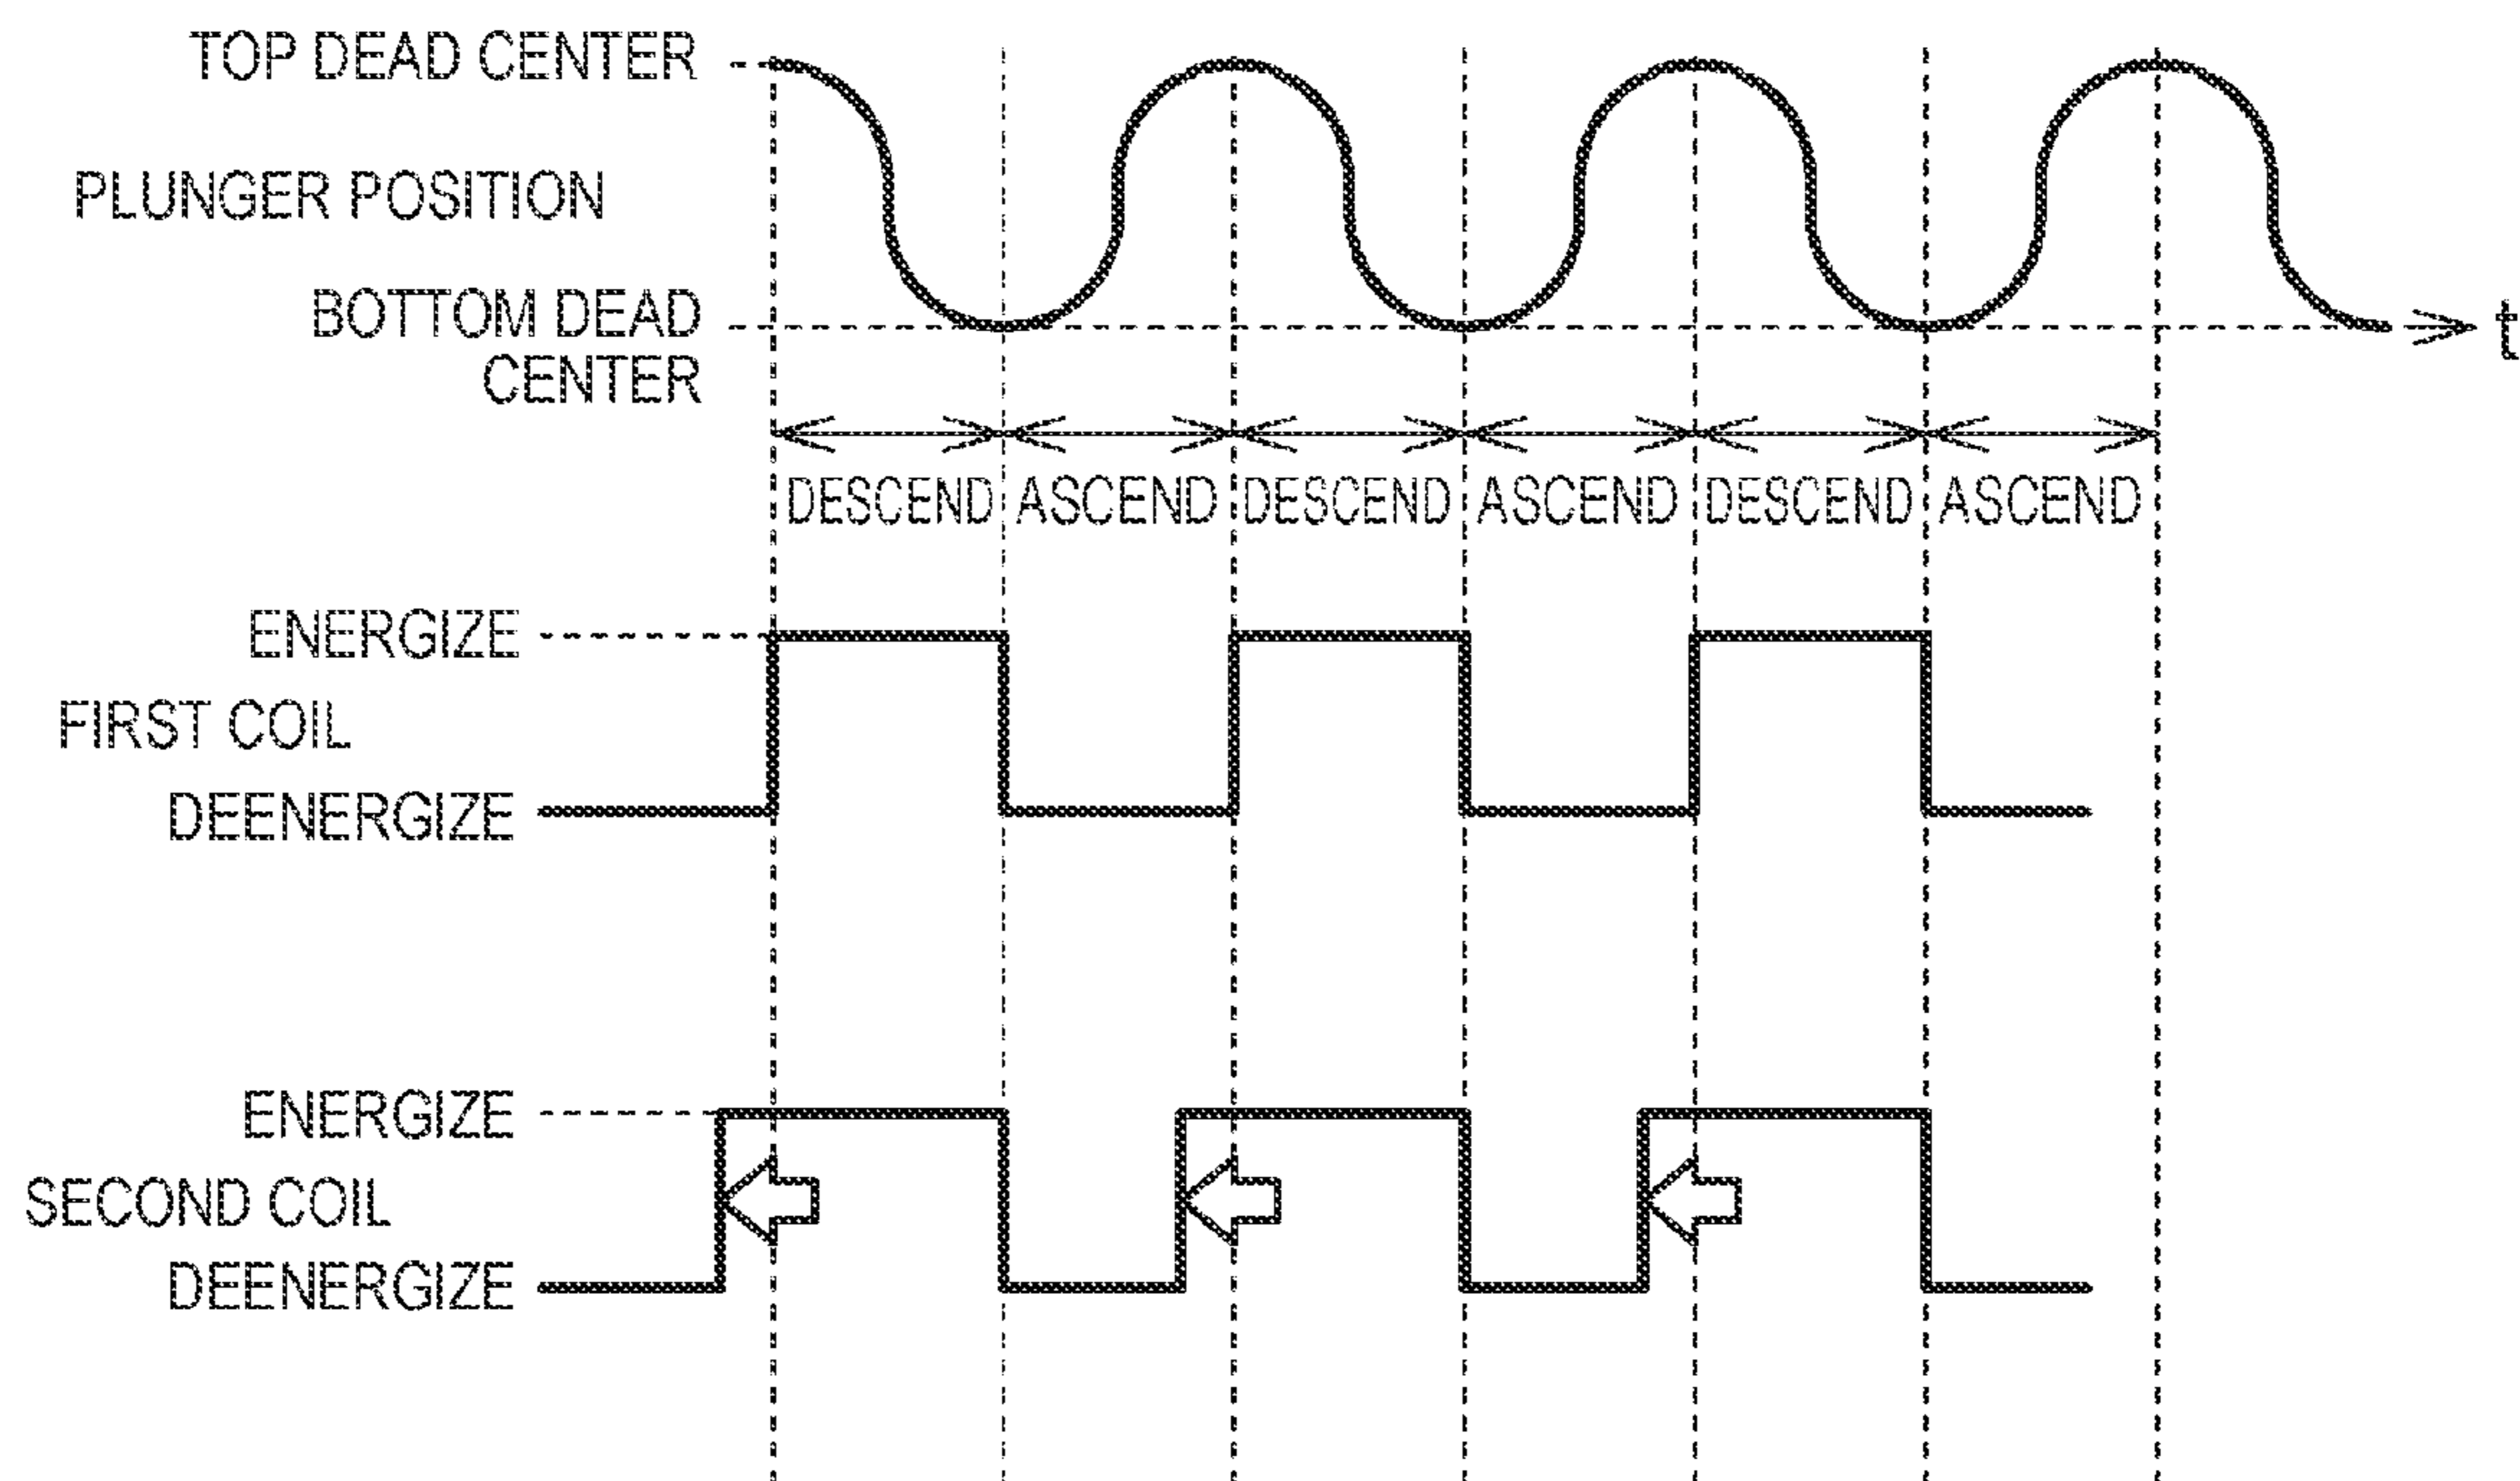 TOP DEAD CENTER
PLUNGER POSITION
BOTTOM DEAD
CENTER
t
DESCEND ASCEND DESCEND ASCEND DESCEND ASCEND
ENERGIZE
FIRST COIL
DEENERGIZE
ENERGIZE
SECOND COIL
DEENERGIZE